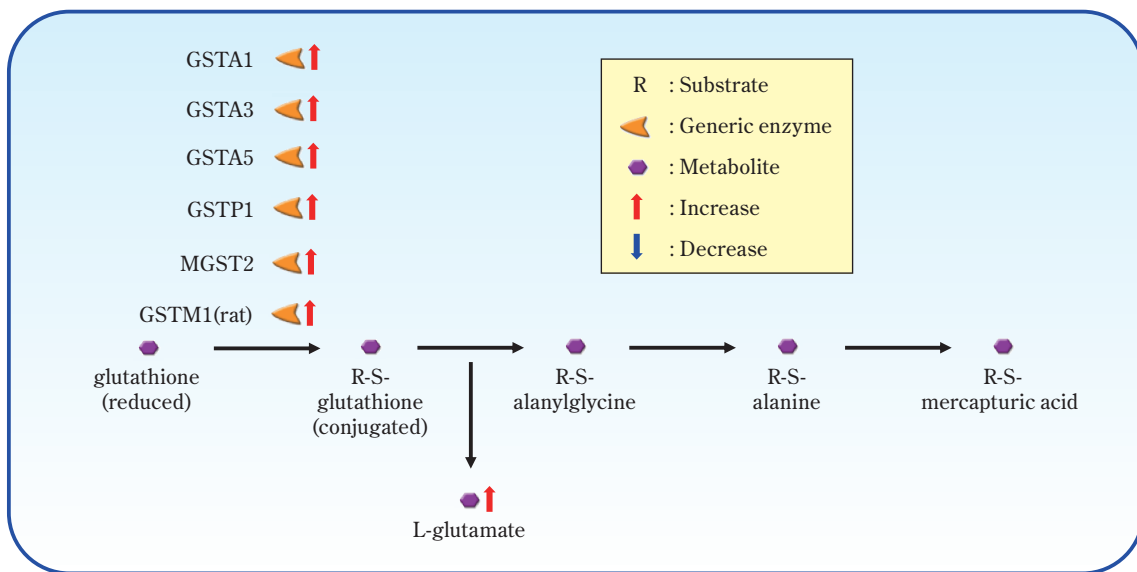 GSTA1
GSTA3
GSTA5
GSTP1
MGST2
GSTM1(rat)
R : Substrate
: Generic enzyme
: Metabolite
: Increase
: Decrease
glutathione
(reduced)
R-S-
glutathione
(conjugated)
R-S-
alanylglycine
R-S-
alanine
R-S-
mercapturic acid
L-glutamate